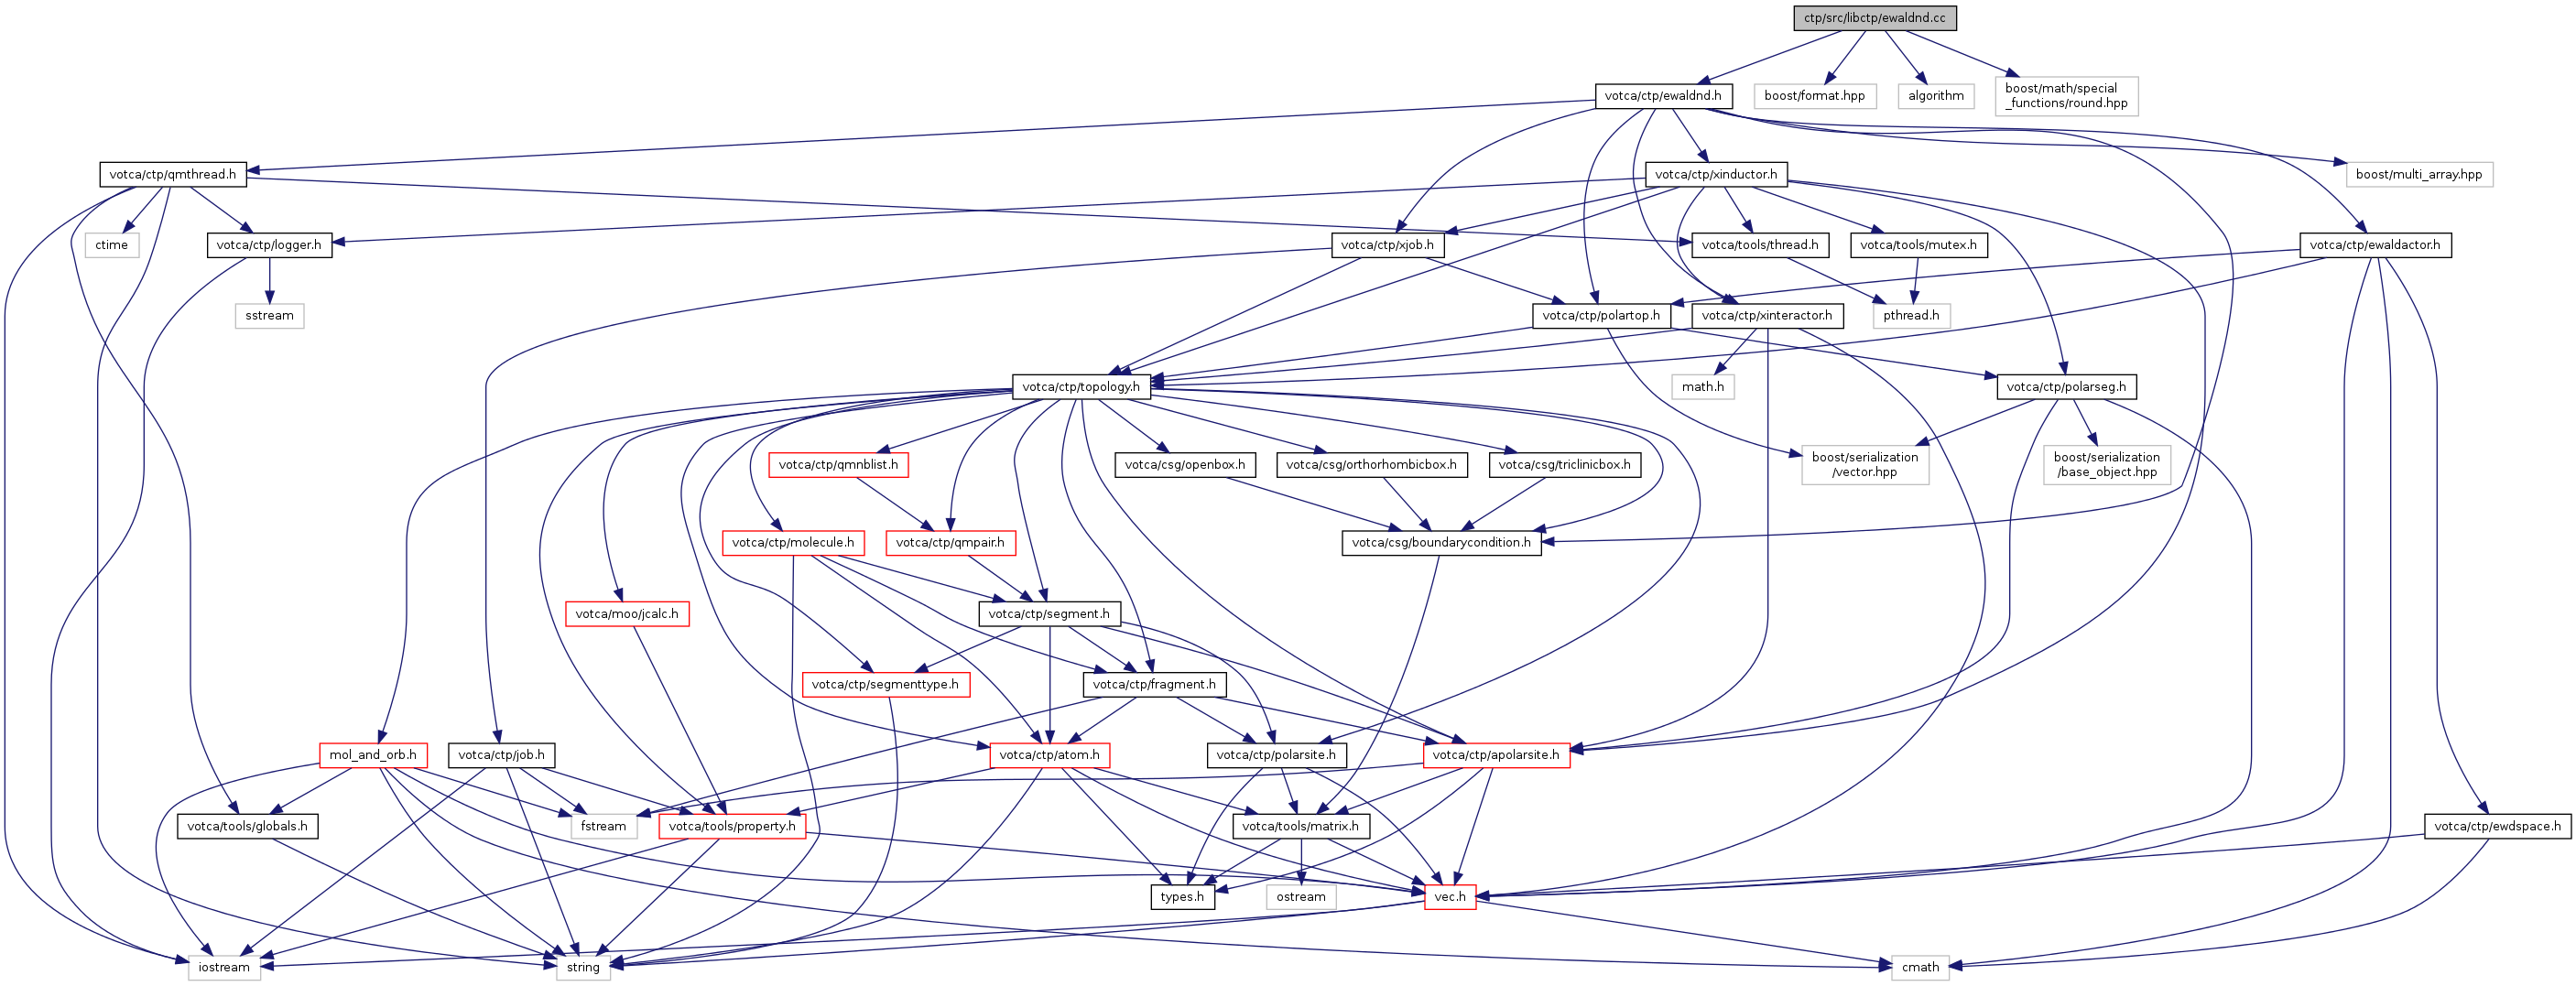 ctp/src/libctp/ewaldnd.cc
votca/ctp/ewaldnd.h
boost/format.hpp
algorithm
boost/math/special
_functions/round.hpp
votca/ctp/qmthread.h
votca/ctp/xinductor.h
boost/multi_array.hpp
ctime
votca/ctp/logger.h
votca/ctp/xjob.h
votca/tools/thread.h
votca/tools/mutex.h
votca/ctp/ewaldactor.h
sstream
votca/ctp/polartop.h
votca/ctp/xinteractor.h
pthread.h
votca/ctp/topology.h
math.h
votca/ctp/polarseg.h
votca/ctp/qmnblist.h
votca/csg/openbox.h
votca/csg/orthorhombicbox.h
votca/csg/triclinicbox.h
boost/serialization
/vector.hpp
boost/serialization
/base_object.hpp
votca/ctp/molecule.h
votca/ctp/qmpair.h
votca/csg/boundarycondition.h
votca/moo/jcalc.h
votca/ctp/segment.h
votca/ctp/segmenttype.h
votca/ctp/fragment.h
mol_and_orb.h
votca/ctp/job.h
votca/ctp/atom.h
votca/ctp/polarsite.h
votca/ctp/apolarsite.h
votca/tools/globals.h
fstream
votca/tools/property.h
votca/tools/matrix.h
votca/ctp/ewdspace.h
types.h
ostream
vec.h
iostream
string
cmath